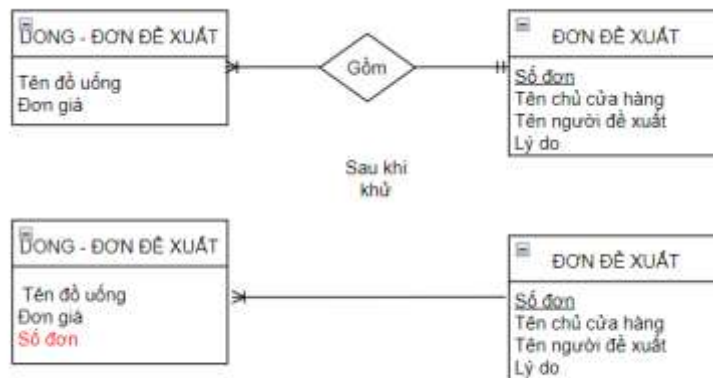 DONG - ĐƠN ĐỀ XUẤT
Tên đồ uống
Đơn giá
Gồm
ĐƠN ĐỀ XUẤT
Số đơn
Tên chủ cửa hàng
Tên người đề xuất
Lý do
Sau khi
khử
DONG - ĐƠN ĐỀ XUẤT
Tên đồ uống
Đơn giá
Số đơn
ĐƠN ĐỀ XUẤT
Số đơn
Tên chủ cửa hàng
Tên người đề xuất
Lý do